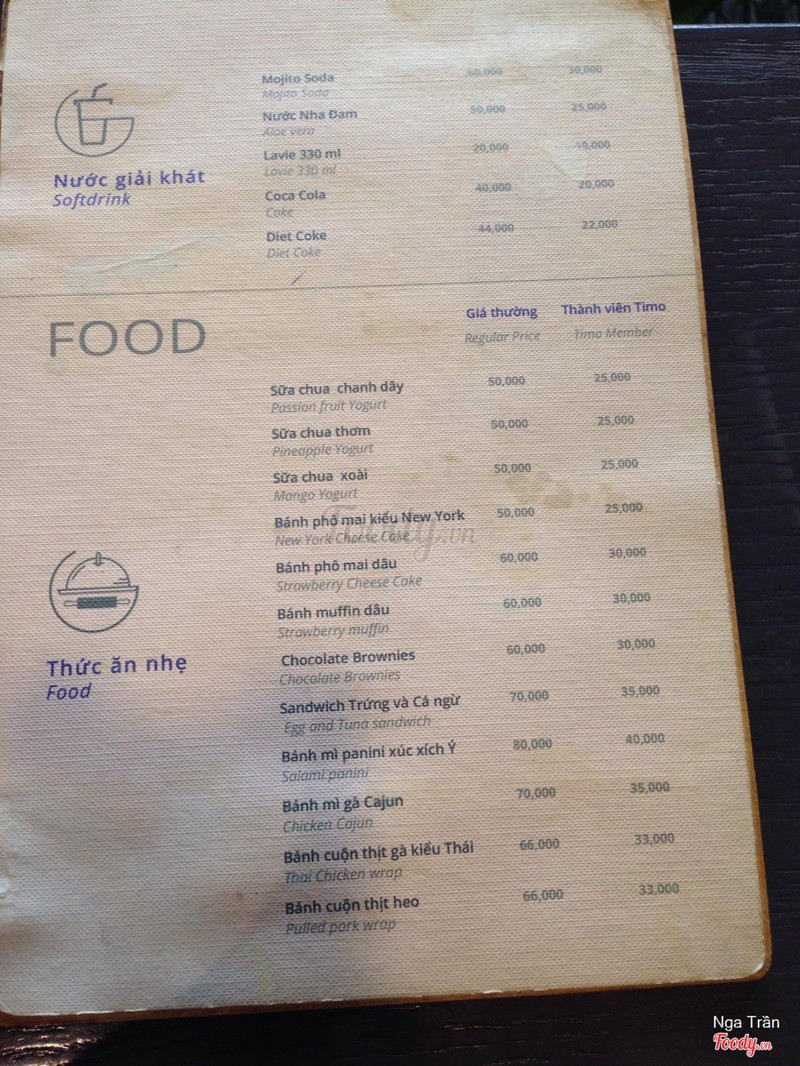 Mojito Soda 60,000 30,000
Mojito Soda
Nước Nha Đam 50,000 25,000
Aloe vera
Lavie 330 ml 20,000 10,000
Lavie 330 ml
Nước giải khát
Softdrink
Coca Cola 40,000 20,000
Coke
Diet Coke 44,000 22,000
Diet Coke
FOOD
Giá thường Thành viên Timo
Regular Price Timo Member
Sữa chua chanh dây 50,000 25,000
Passion fruit Yogurt
Sữa chua thơm 50,000 25,000
Pineapple Yogurt
Sữa chua xoài 50,000 25,000
Mango Yogurt
Bánh phô mai kiểu New York 50,000 25,000
New York Cheese Cake
Foody.vn
Bánh phô mai dâu 60,000 30,000
Strawberry Cheese Cake
Bánh muffin dâu 60,000 30,000
Strawberry muffin
Thức ăn nhẹ
Food
Chocolate Brownies 60,000 30,000
Chocolate Brownies
Sandwich Trứng và Cá ngừ 70,000 35,000
Egg and Tuna sandwich
Bánh mì panini xúc xích Ý 80,000 40,000
Salami panini
Bánh mì gà Cajun 70,000 35,000
Chicken Cajun
Bánh cuộn thịt gà kiểu Thái 66,000 33,000
Thai Chicken wrap
Bánh cuộn thịt heo 66,000 33,000
Pulled pork wrap
Nga Trần
Foody.vn